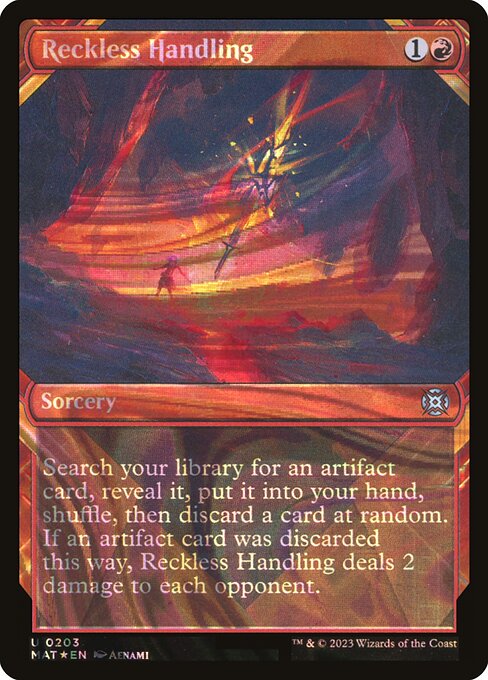 Reckless Handling 1
Sorcery
Search your library for an artifact
card, reveal it, put it into your hand,
shuffle, then discard a card at random.
If an artifact card was discarded
this way, Reckless Handling deals 2
damage to each opponent.
U 0203
MAT★EN AENAMI
™ & © 2023 Wizards of the Coast